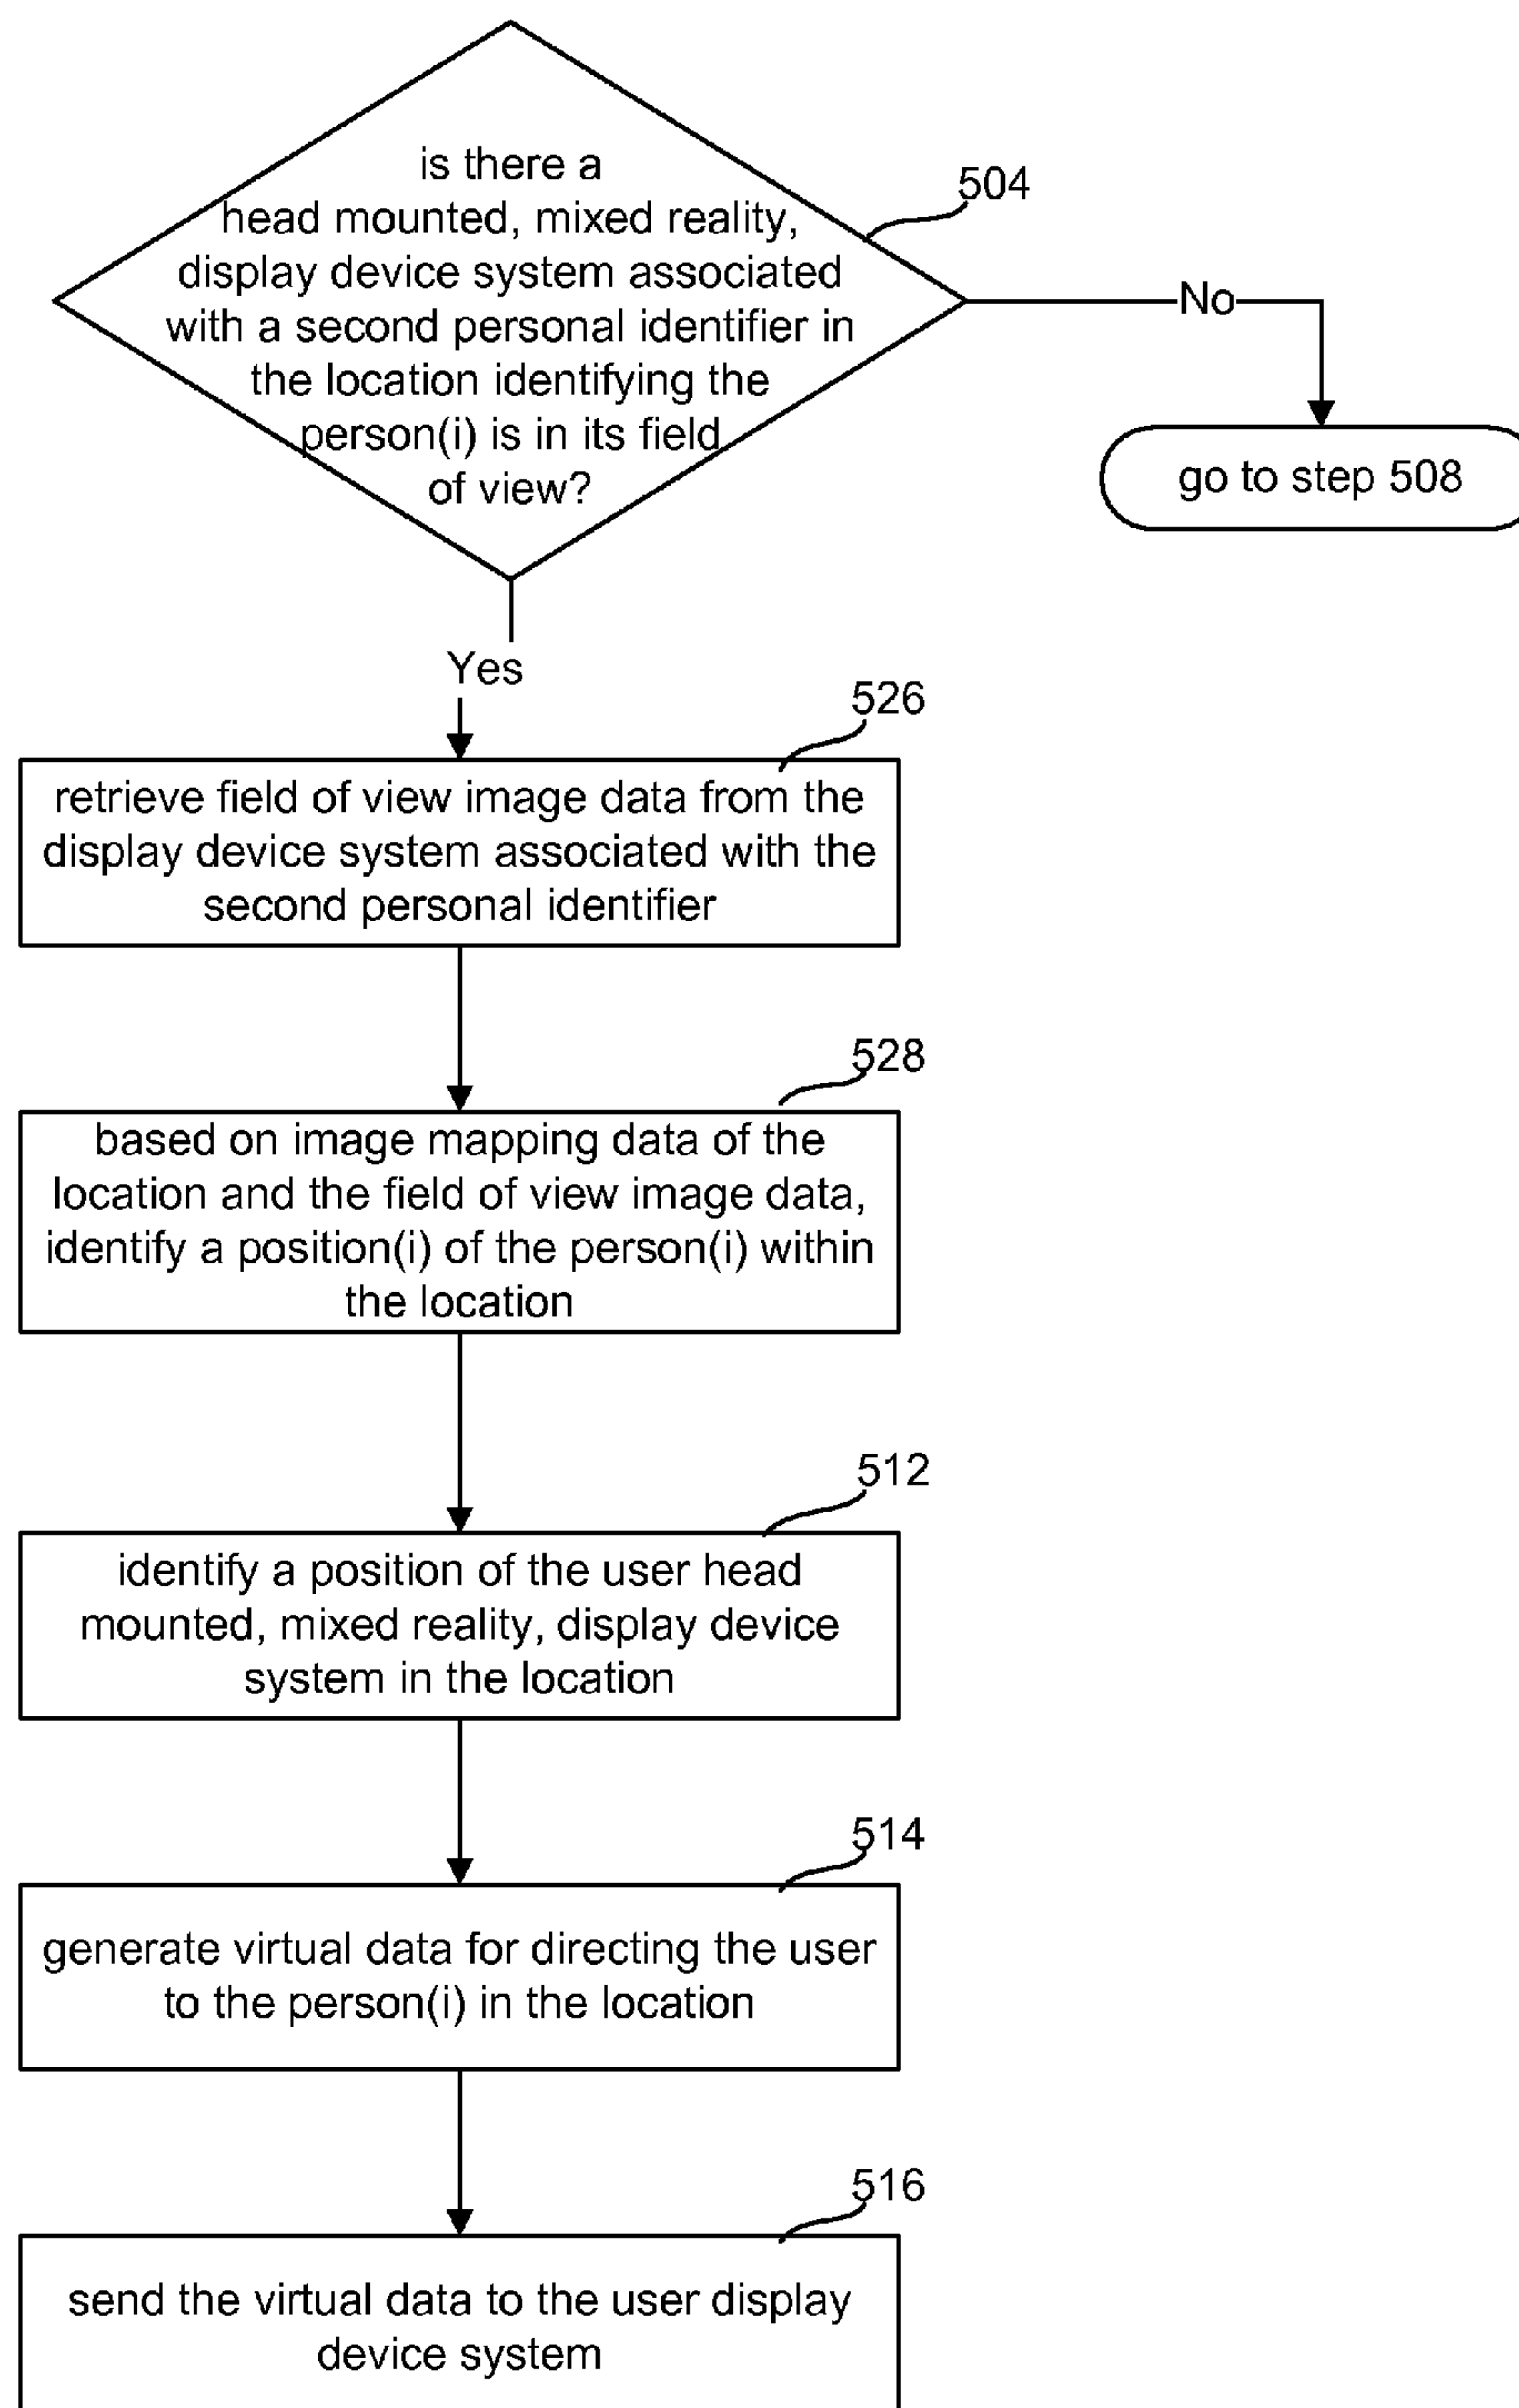 is there a
head mounted, mixed reality,
display device system associated
with a second personal identifier in
the location identifying the
person(i) is in its field
of view?
504
No
go to step 508
Yes
526
retrieve field of view image data from the
display device system associated with the
second personal identifier
528
based on image mapping data of the
location and the field of view image data,
identify a position(i) of the person(i) within
the location
512
identify a position of the user head
mounted, mixed reality, display device
system in the location
514
generate virtual data for directing the user
to the person(i) in the location
516
send the virtual data to the user display
device system